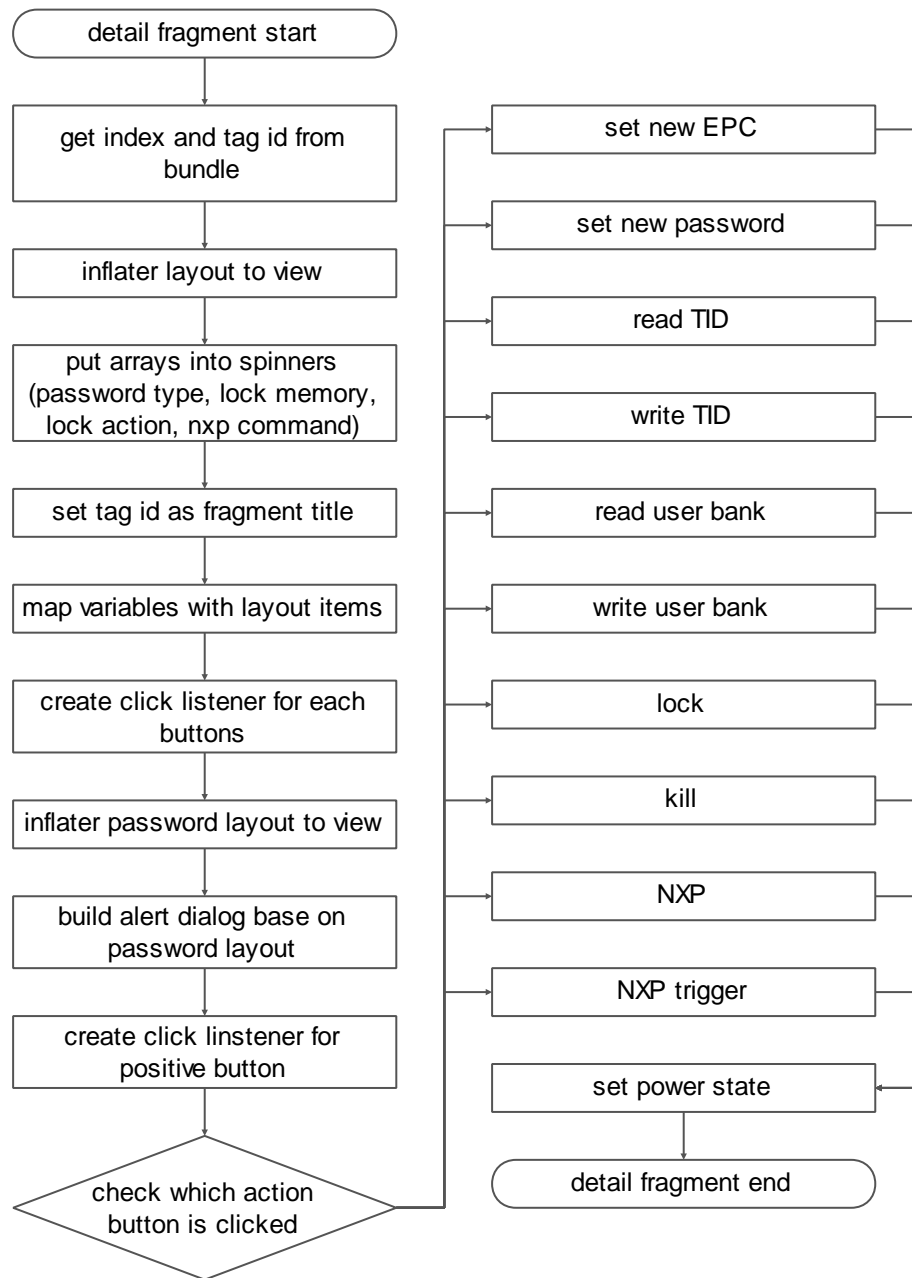 detail fragment start
get index and tag id from
bundle
inflater layout to view
put arrays into spinners
(password type, lock memory,
lock action, nxp command)
set tag id as fragment title
map variables with layout items
create click listener for each
buttons
inflater password layout to view
build alert dialog base on
password layout
create click linstener for
positive button
check which action
button is clicked
set new EPC
set new password
read TID
write TID
read user bank
write user bank
lock
kill
NXP
NXP trigger
set power state
detail fragment end